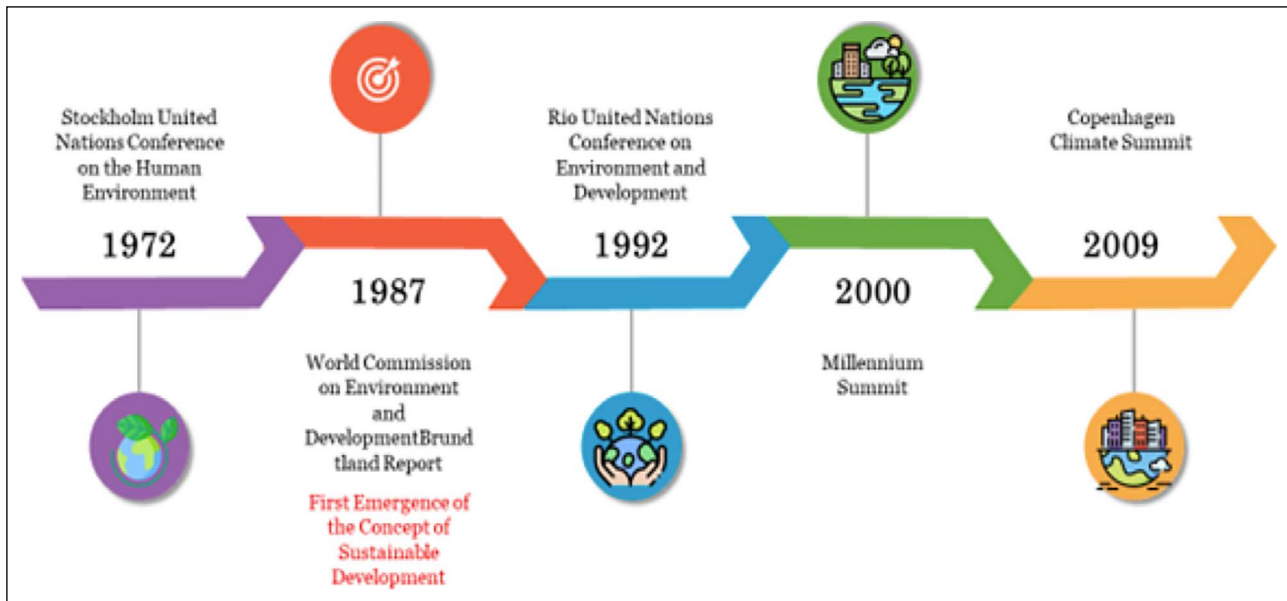 Stockholm United
Nations Conference
on the Human
Environment
1972
1987
World Commission
on Environment
and
DevelopmentBrund
tland Report
First Emergence of
the Concept of
Sustainable
Development
Rio United Nations
Conference on
Environment and
Development
1992
2000
Millennium
Summit
Copenhagen
Climate Summit
2009